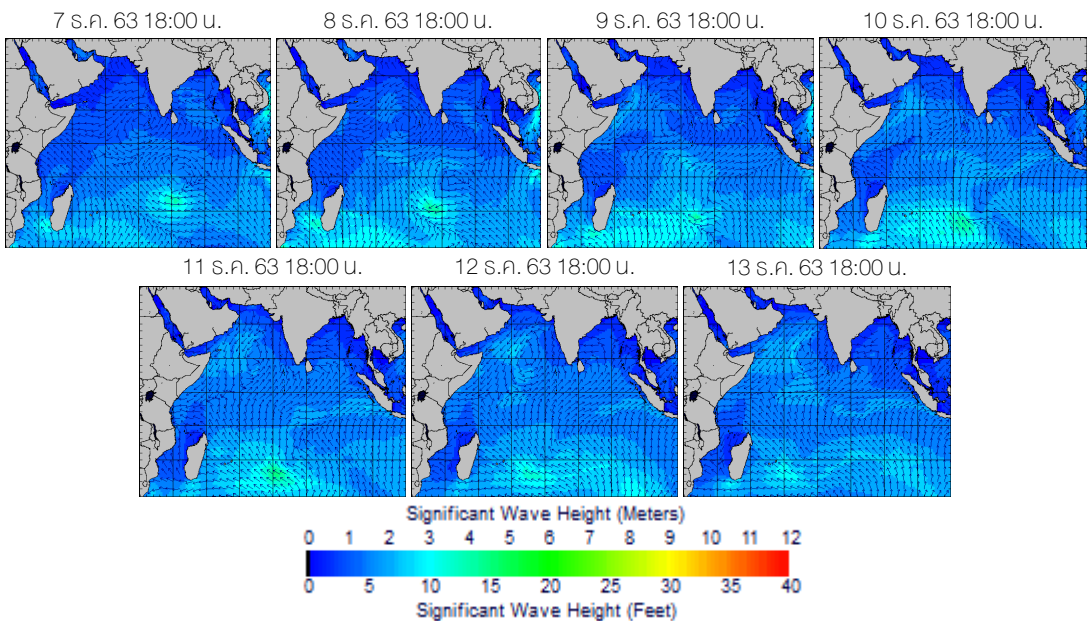 7 ธ.ค. 63 18:00 น.
8 ธ.ค. 63 18:00 น.
9 ธ.ค. 63 18:00 น.
10 ธ.ค. 63 18:00 น.
11 ธ.ค. 63 18:00 น.
12 ธ.ค. 63 18:00 น.
13 ธ.ค. 63 18:00 น.
Significant Wave Height (Meters)
0 1 2 3 4 5 6 7 8 9 10 11 12
0 5 10 15 20 25 30 35 40
Significant Wave Height (Feet)